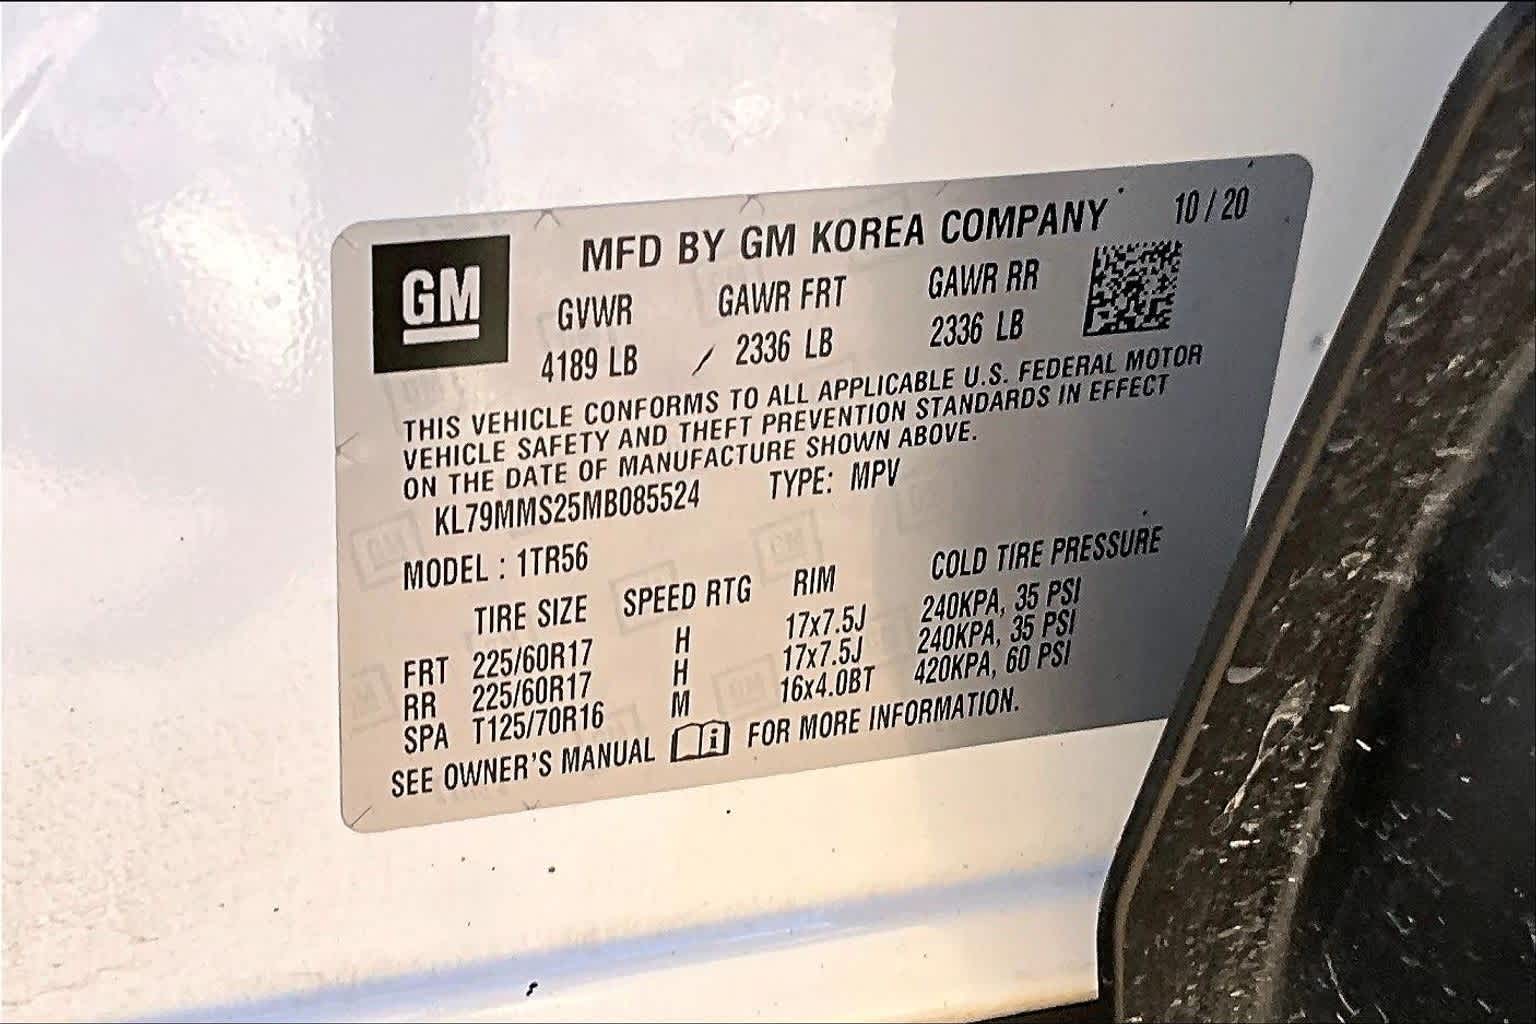 GM
MFD BY GM KOREA COMPANY 10/20
GVWR GAWR FRT GAWR RR
4189 LB / 2336 LB 2336 LB
THIS VEHICLE CONFORMS TO ALL APPLICABLE U.S. FEDERAL MOTOR
VEHICLE SAFETY AND THEFT PREVENTION STANDARDS IN EFFECT
ON THE DATE OF MANUFACTURE SHOWN ABOVE.
KL79MMS25MB085524 TYPE: MPV
MODEL : 1TR56
TIRE SIZE SPEED RTG RIM COLD TIRE PRESSURE
FRT 225/60R17 H 17x7.5J 240KPA, 35 PSI
RR 225/60R17 H 17x7.5J 240KPA, 35 PSI
SPA T125/70R16 M 16x4.0BT 420KPA, 60 PSI
SEE OWNER'S MANUAL i FOR MORE INFORMATION.